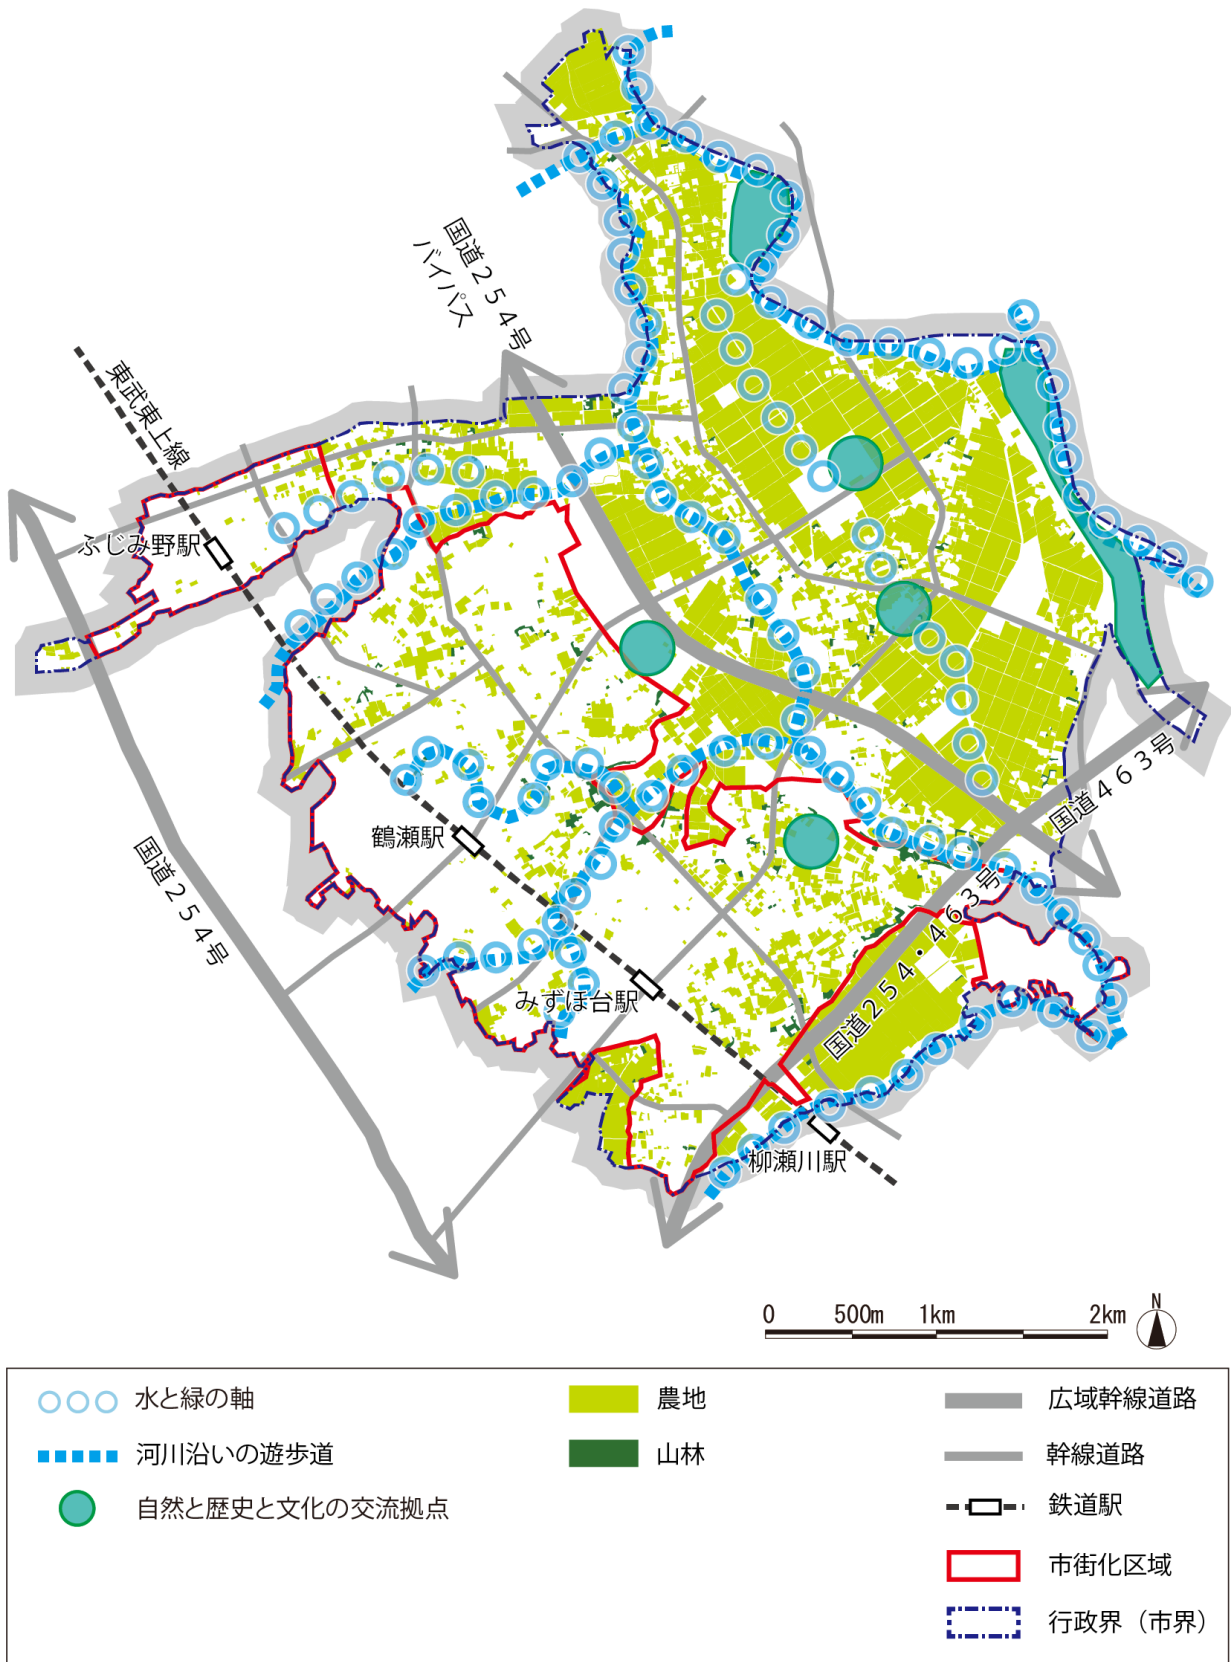 国道２５４号
バイパス
東武東上線
ふじみ野駅
国道４６３号
鶴瀬駅
国道２５４号
国道２５４・４６３号
みずほ台駅
柳瀬川駅
0 500m 1km 2km
N
水と緑の軸
農地
広域幹線道路
河川沿いの遊歩道
山林
幹線道路
自然と歴史と文化の交流拠点
鉄道駅
市街化区域
行政界（市界）